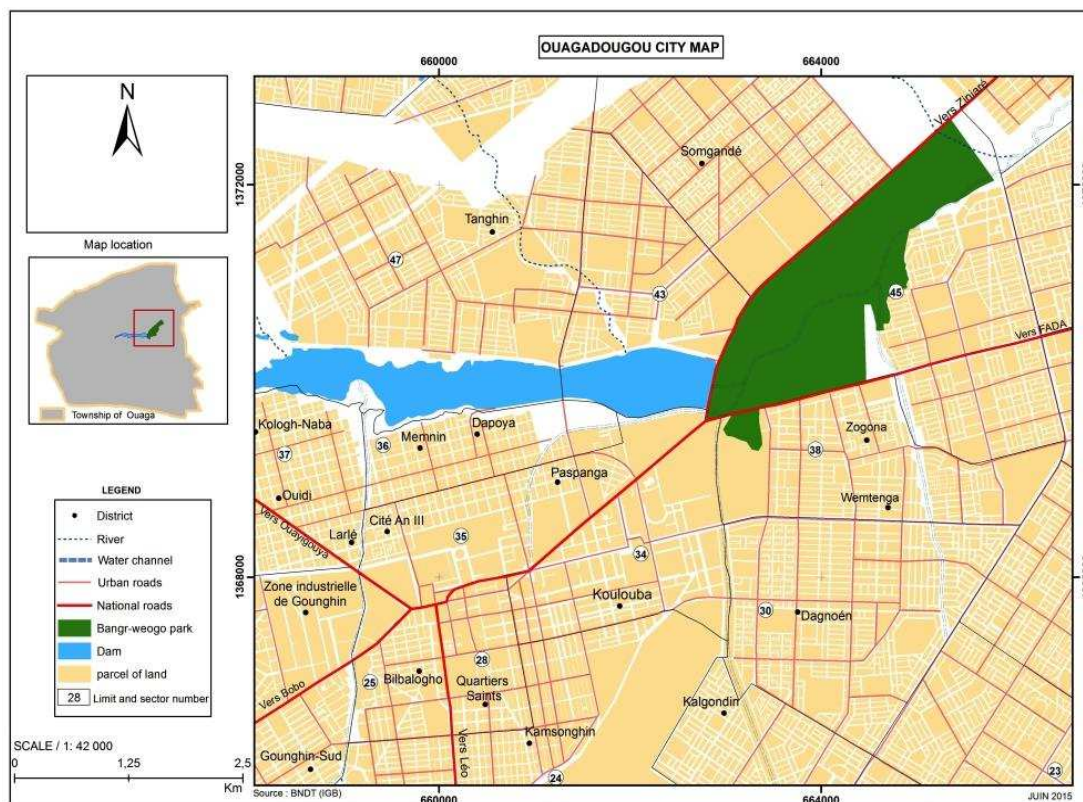 OUAGADOUGOU CITY MAP
660000
664000
N
Vers Ziniaré
Somgandé
1372000
Tanghin
Map location
47
43
45
Vers FADA
Township of Ouaga
Kologh-Naba
Dapoya
36
Memnin
Zogona
37
38
Paspanga
LEGEND
District
River
Water channel
Urban roads
National roads
Bangr-weogo park
Dam
parcel of land
28 Limit and sector number
Ouidi
Wemtenga
Vers Ouayigouya
Cité An III
Larlé
35
34
1368000
Zone industrielle
de Gounghin
Koulouba
30
Dagnoén
28
Bilbalogho
25
Quartiers
Saints
Vers Bobo
Kalgondin
Kamsonghin
Vers Léo
Gounghin-Sud
24
23
SCALE / 1: 42 000
0 1,25 2,5
Km
Source : BNDT (IGB)
660000
664000
JUIN 2015